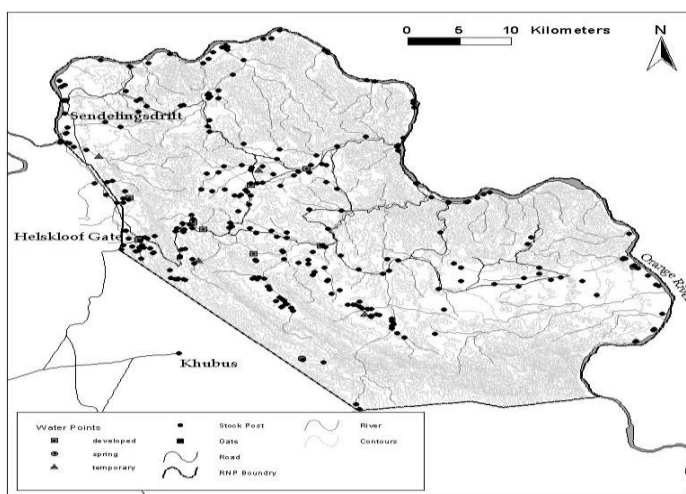 0 5 10 Kilometers
N
Sendelingsdrift
Helskloof Gate
Orange River
Khubus
Water Points
developed
spring
temporary
Stock Post
Gate
Road
RNP Boundry
River
Contours